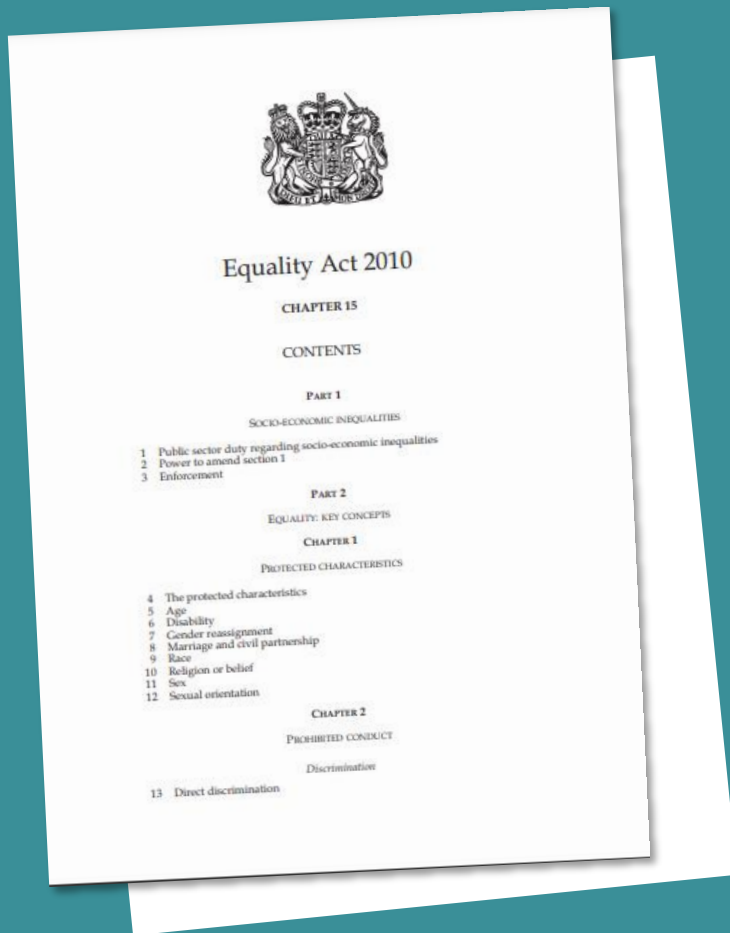 Equality Act 2010
CHAPTER 15
CONTENTS
PART 1
SOCIO-ECONOMIC INEQUALITIES
1 Public sector duty regarding socio-economic inequalities
2 Power to amend section 1
3 Enforcement
PART 2
EQUALITY: KEY CONCEPTS
CHAPTER 1
PROTECTED CHARACTERISTICS
4 The protected characteristics
5 Age
6 Disability
7 Gender reassignment
8 Marriage and civil partnership
9 Race
10 Religion or belief
11 Sex
12 Sexual orientation
CHAPTER 2
PROHIBITED CONDUCT
Discrimination
13 Direct discrimination